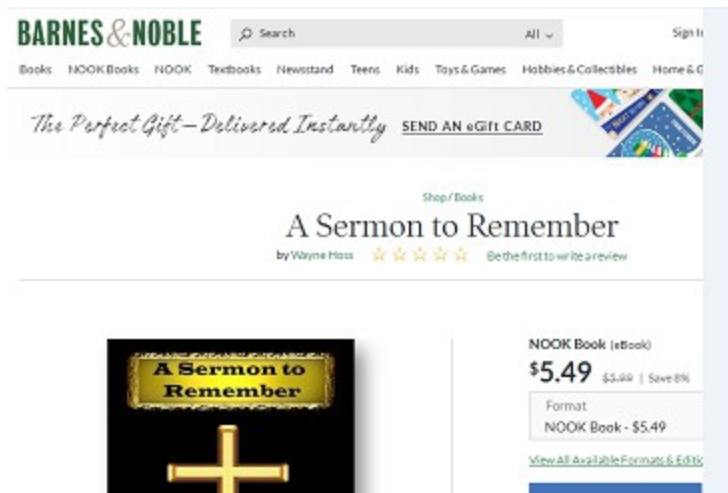 BARNES&NOBLE
Search All Sign In
Books NOOK Books NOOK Textbooks Newsstand Teens Kids Toys & Games Hobbies & Collectibles Home & G
The Perfect Gift—Delivered Instantly SEND AN eGift CARD
Shop / Books
A Sermon to Remember
by Wayne Hoss Be the first to write a review
NOOK Book (eBook)
$5.49 $5.99 | Save 8%
Format
NOOK Book - $5.49
View All Available Formats & Editio
A Sermon to
Remember